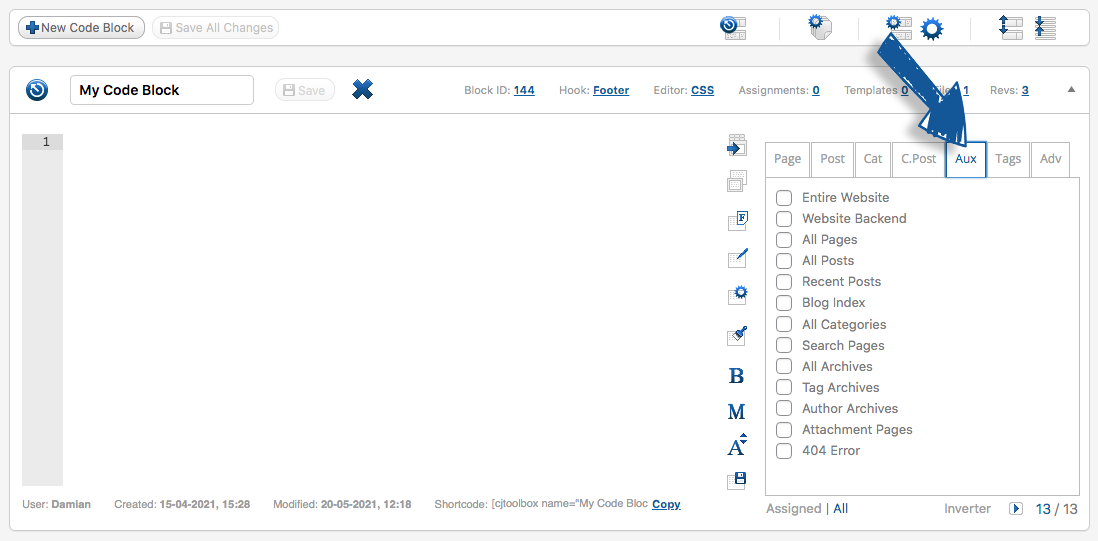 New Code Block Save All Changes
My Code Block Save Block ID: 144 Hook: Footer Editor: CSS Assignments: 0 Templates 0 1 Revs: 3
1
Page Post Cat C.Post Aux Tags Adv
Entire Website
Website Backend
All Pages
All Posts
Recent Posts
Blog Index
All Categories
Search Pages
All Archives
Tag Archives
Author Archives
Attachment Pages
404 Error
F
B
M
A
User: Damian Created: 15-04-2021, 15:28 Modified: 20-05-2021, 12:18 Shortcode: [cjtoolbox name="My Code Bloc Copy
Assigned | All Inverter 13 / 13